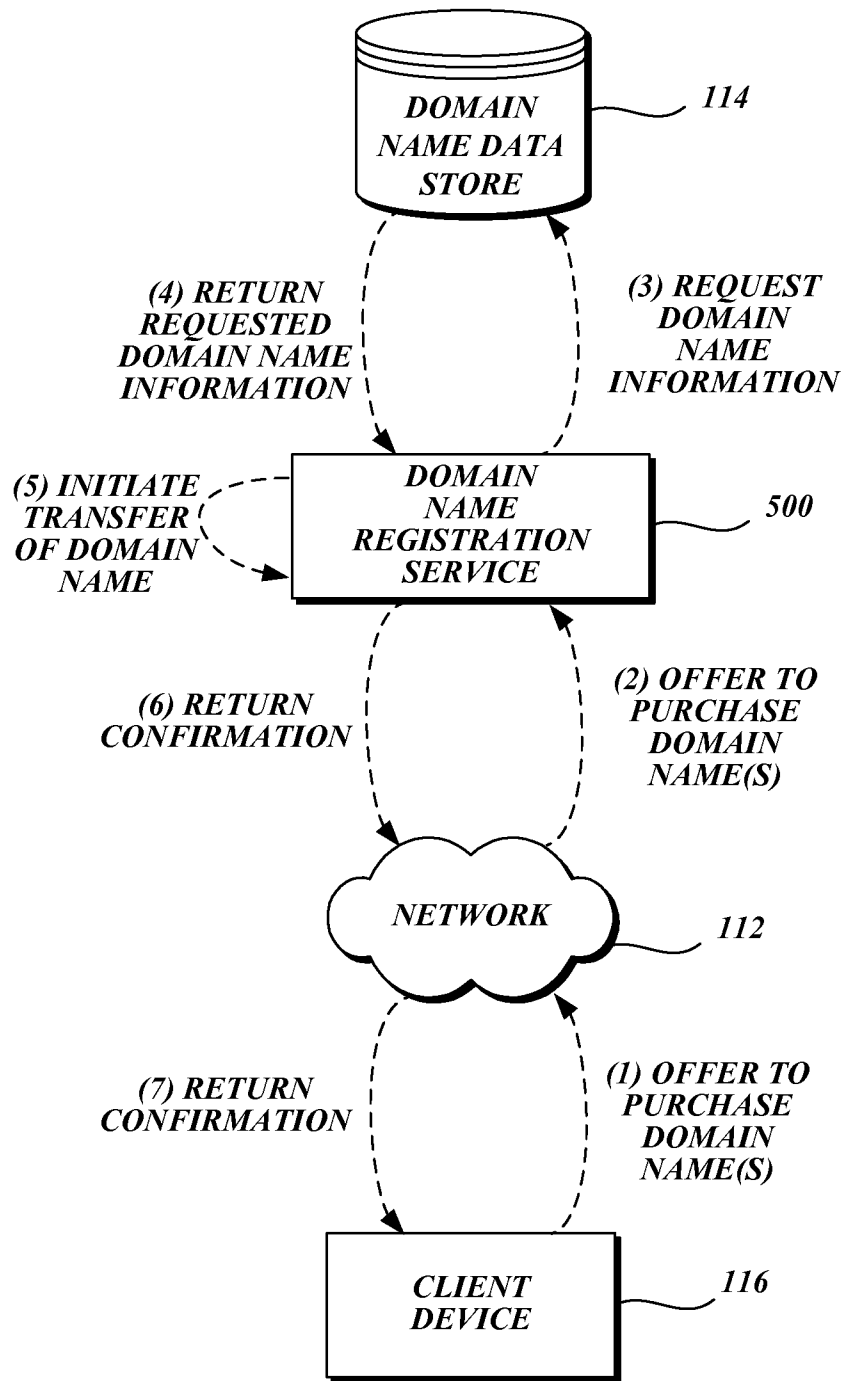 DOMAIN
NAME DATA
STORE
114
(4) RETURN
REQUESTED
DOMAIN NAME
INFORMATION
(3) REQUEST
DOMAIN
NAME
INFORMATION
(5) INITIATE
TRANSFER
OF DOMAIN
NAME
DOMAIN
NAME
REGISTRATION
SERVICE
500
(6) RETURN
CONFIRMATION
(2) OFFER TO
PURCHASE
DOMAIN
NAME(S)
NETWORK
112
(7) RETURN
CONFIRMATION
(1) OFFER TO
PURCHASE
DOMAIN
NAME(S)
CLIENT
DEVICE
116